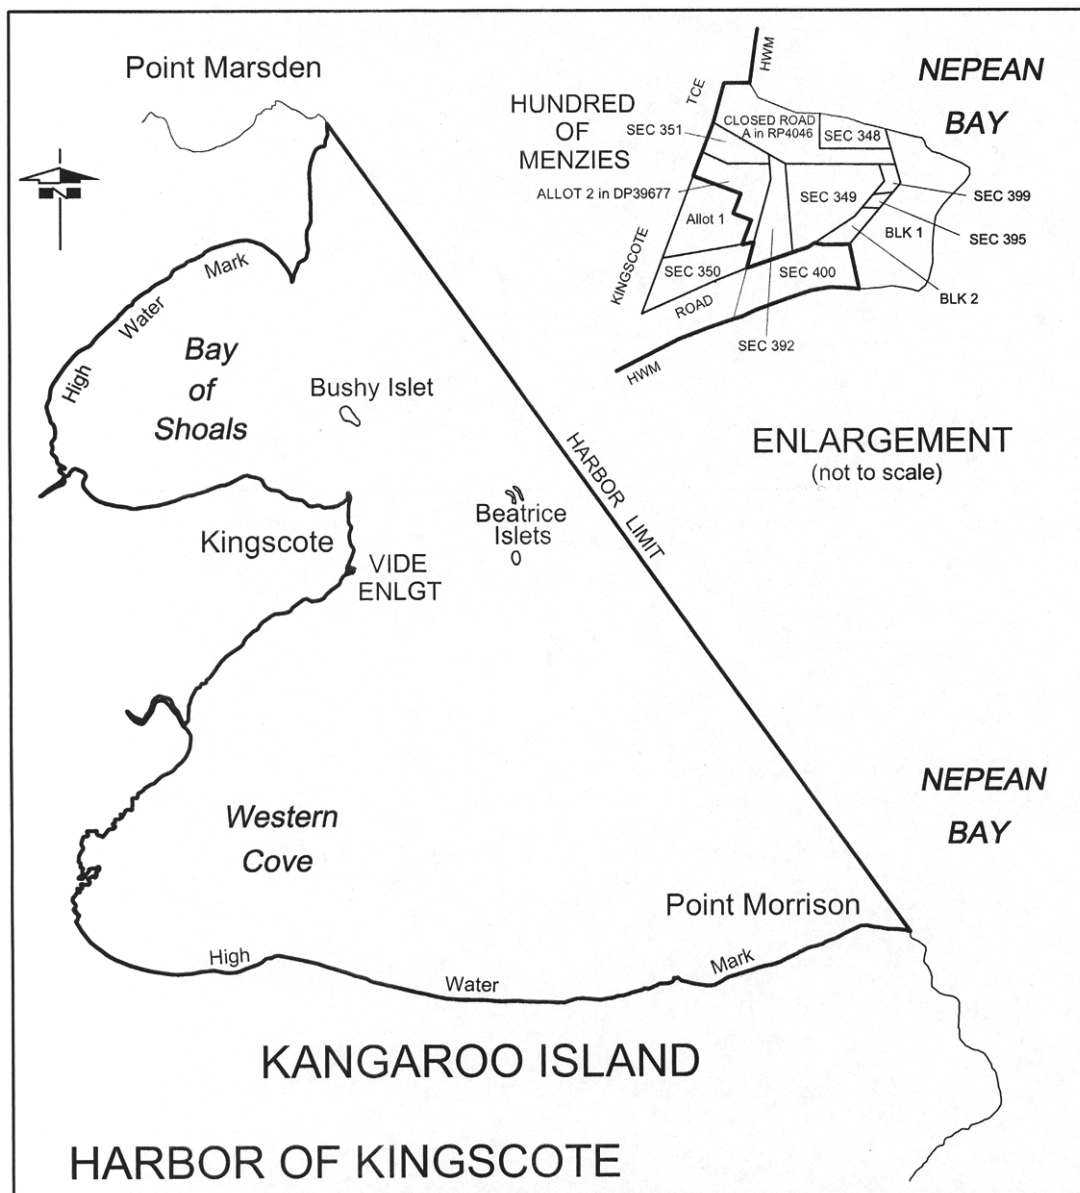 Point Marsden
HUNDRED
OF
MENZIES
NEPEAN
BAY
HWM
TCE
SEC 351
CLOSED ROAD
A in RP4046
SEC 348
ALLOT 2 in DP39677
SEC 349
SEC 399
Allot 1
SEC 395
BLK 1
KINGSCOTE
SEC 350
SEC 400
BLK 2
ROAD
SEC 392
HWM
ENLARGEMENT
(not to scale)
High
Water
Mark
Bay
of
Shoals
Bushy Islet
HARBOR LIMIT
Beatrice
Islets
Kingscote
VIDE
ENLGT
Western
Cove
NEPEAN
BAY
Point Morrison
High
Water
Mark
KANGAROO ISLAND
HARBOR OF KINGSCOTE